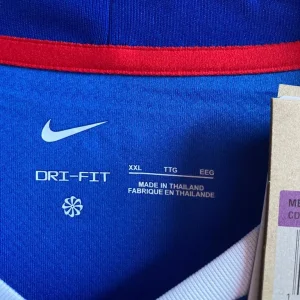 DRI-FIT
XXL TTG EEG
MADE IN THAILAND
FABRIQUE EN THAILANDE